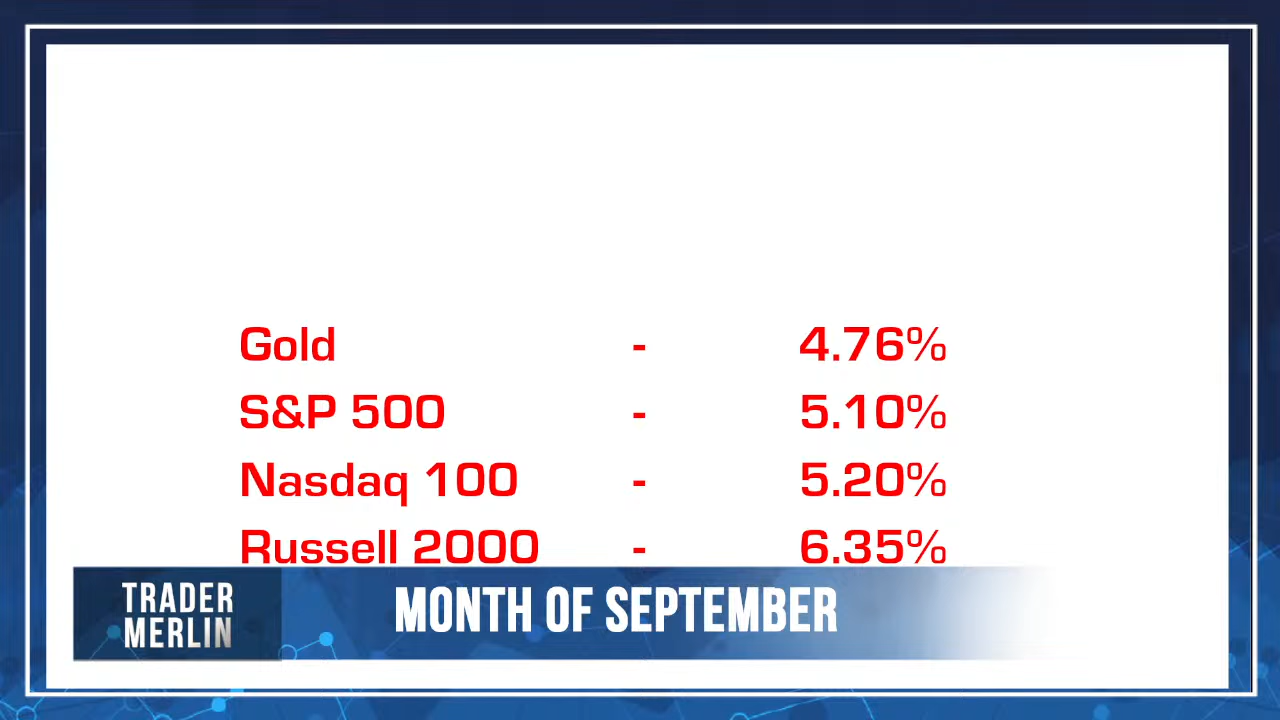 Gold - 4.76%
S&P 500 - 5.10%
Nasdaq 100 - 5.20%
Russell 2000 - 6.35%
TRADER
MERLIN
MONTH OF SEPTEMBER